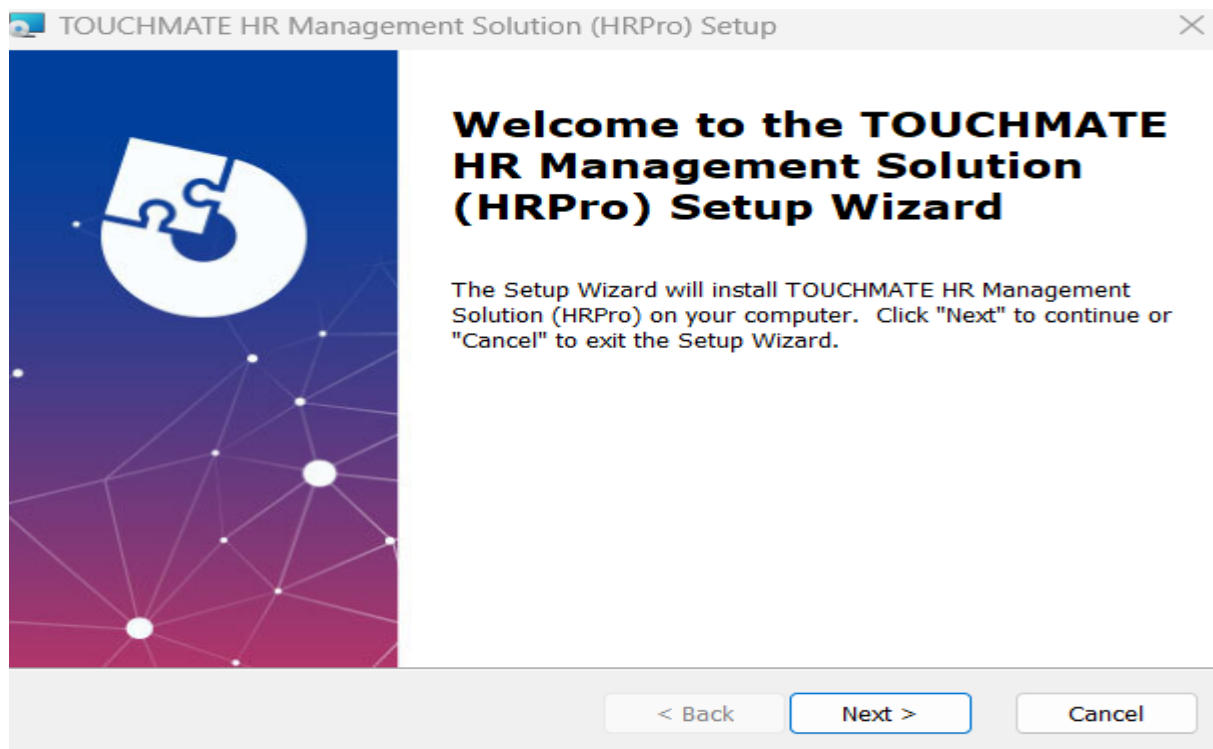 TOUCHMATE HR Management Solution (HRPro) Setup
Welcome to the TOUCHMATE
HR Management Solution
(HRPro) Setup Wizard
The Setup Wizard will install TOUCHMATE HR Management
Solution (HRPro) on your computer.  Click "Next" to continue or
"Cancel" to exit the Setup Wizard.
< Back Next > Cancel